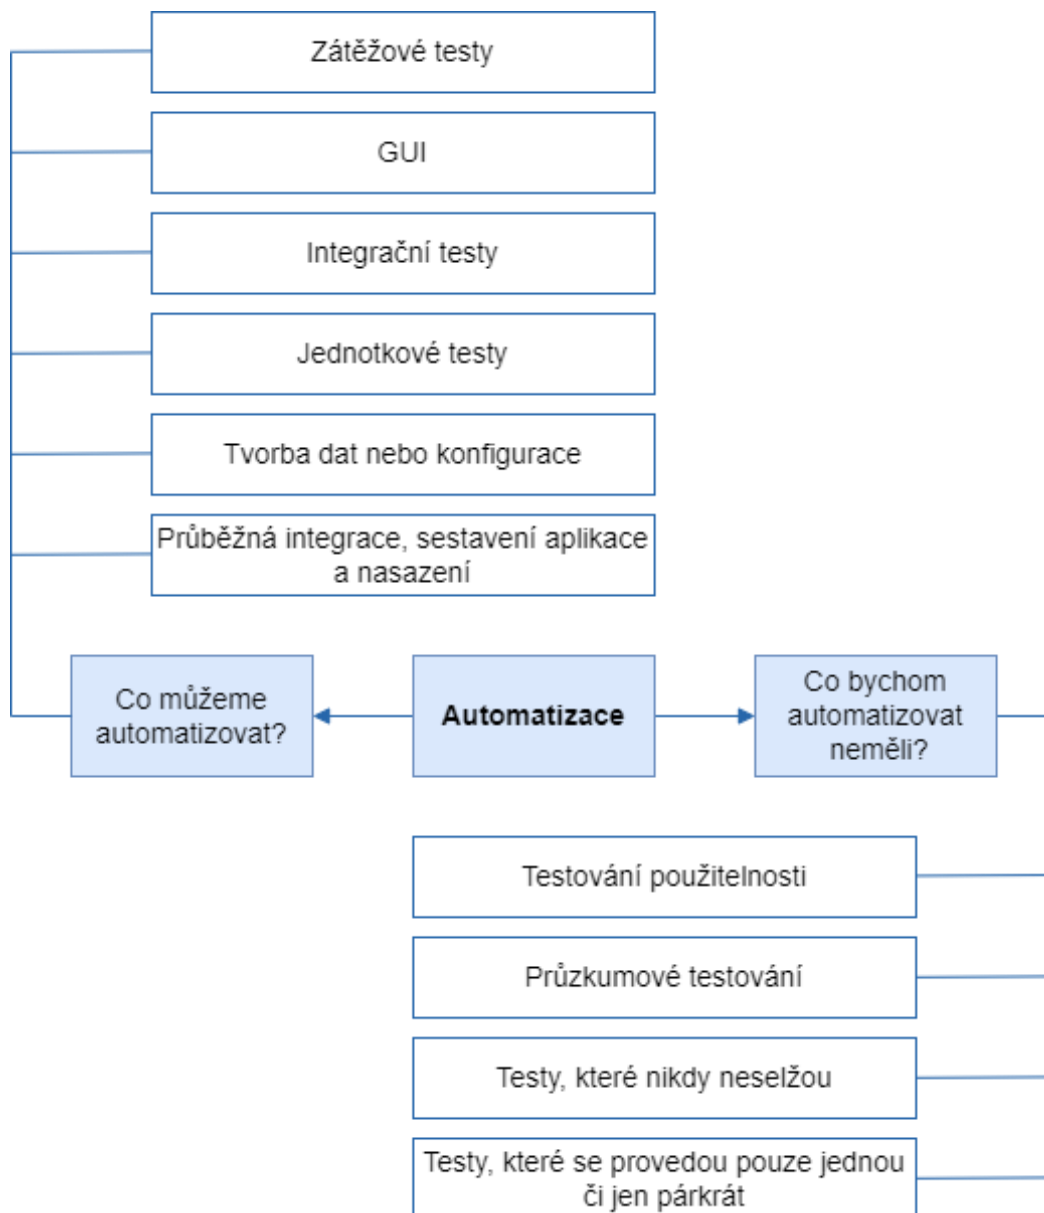 Zátěžové testy
GUI
Integrační testy
Jednotkové testy
Tvorba dat nebo konfigurace
Průběžná integrace, sestavení aplikace
a nasazení
Co můžeme
automatizovat?
Automatizace
Co bychom
automatizovat
neměli?
Testování použitelnosti
Průzkumové testování
Testy, které nikdy neselžou
Testy, které se provedou pouze jednou
či jen párkrát